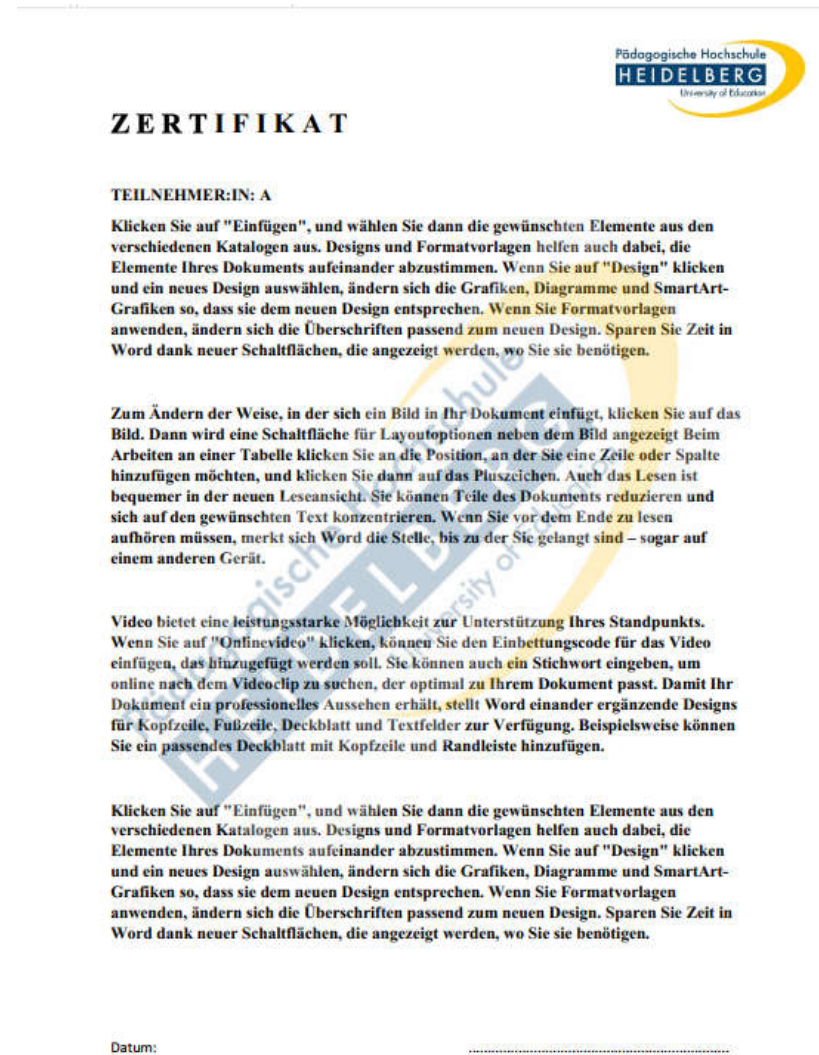 Pädagogische Hochschule
HEIDELBERG
University of Education
ZERTIFIKAT
TEILNEHMER:IN: A
Klicken Sie auf "Einfügen", und wählen Sie dann die gewünschten Elemente aus den
verschiedenen Katalogen aus. Designs und Formatvorlagen helfen auch dabei, die
Elemente Ihres Dokuments aufeinander abzustimmen. Wenn Sie auf "Design" klicken
und ein neues Design auswählen, ändern sich die Grafiken, Diagramme und SmartArt-
Grafiken so, dass sie dem neuen Design entsprechen. Wenn Sie Formatvorlagen
anwenden, ändern sich die Überschriften passend zum neuen Design. Sparen Sie Zeit in
Word dank neuer Schaltflächen, die angezeigt werden, wo Sie sie benötigen.
Zum Ändern der Weise, in der sich ein Bild in Ihr Dokument einfügt, klicken Sie auf das
Bild. Dann wird eine Schaltfläche für Layoutoptionen neben dem Bild angezeigt Beim
Arbeiten an einer Tabelle klicken Sie an die Position, an der Sie eine Zeile oder Spalte
hinzufügen möchten, und klicken Sie dann auf das Pluszeichen. Auch das Lesen ist
bequemer in der neuen Leseansicht. Sie können Teile des Dokuments reduzieren und
sich auf den gewünschten Text konzentrieren. Wenn Sie vor dem Ende zu lesen
aufhören müssen, merkt sich Word die Stelle, bis zu der Sie gelangt sind – sogar auf
einem anderen Gerät.
Video bietet eine leistungsstarke Möglichkeit zur Unterstützung Ihres Standpunkts.
Wenn Sie auf "Onlinevideo" klicken, können Sie den Einbettungscode für das Video
einfügen, das hinzugefügt werden soll. Sie können auch ein Stichwort eingeben, um
online nach dem Videoclip zu suchen, der optimal zu Ihrem Dokument passt. Damit Ihr
Dokument ein professionelles Aussehen erhält, stellt Word einander ergänzende Designs
für Kopfzeile, Fußzeile, Deckblatt und Textfelder zur Verfügung. Beispielsweise können
Sie ein passendes Deckblatt mit Kopfzeile und Randleiste hinzufügen.
Klicken Sie auf "Einfügen", und wählen Sie dann die gewünschten Elemente aus den
verschiedenen Katalogen aus. Designs und Formatvorlagen helfen auch dabei, die
Elemente Ihres Dokuments aufeinander abzustimmen. Wenn Sie auf "Design" klicken
und ein neues Design auswählen, ändern sich die Grafiken, Diagramme und SmartArt-
Grafiken so, dass sie dem neuen Design entsprechen. Wenn Sie Formatvorlagen
anwenden, ändern sich die Überschriften passend zum neuen Design. Sparen Sie Zeit in
Word dank neuer Schaltflächen, die angezeigt werden, wo Sie sie benötigen.
Pädagogische Hochschule
HEIDELBERG
University of Education
Datum: